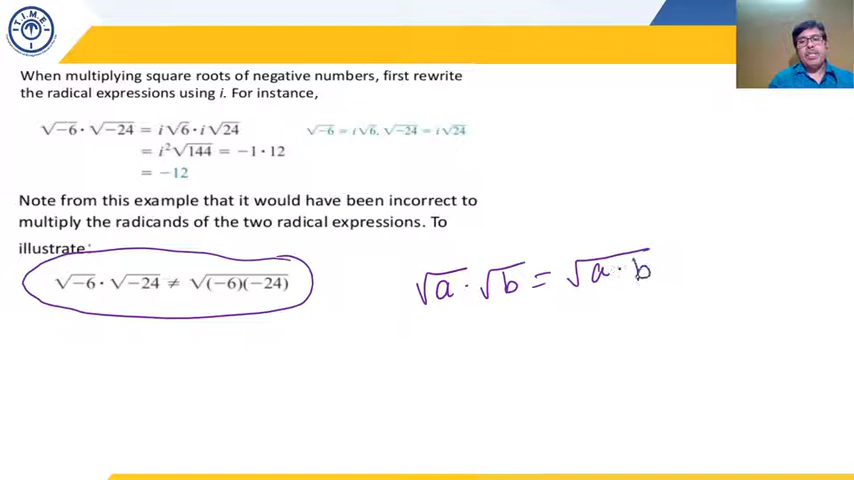 T.I.M.E.
When multiplying square roots of negative numbers, first rewrite
the radical expressions using i. For instance,
√−6 · √−24 = i√6 · i√24    √−6 = i√6, √−24 = i√24
= i²√144 = −1 · 12
= −12
Note from this example that it would have been incorrect to
multiply the radicands of the two radical expressions. To
illustrate:
√−6 · √−24 ≠ √(−6)(−24)
√a · √b = √a · b